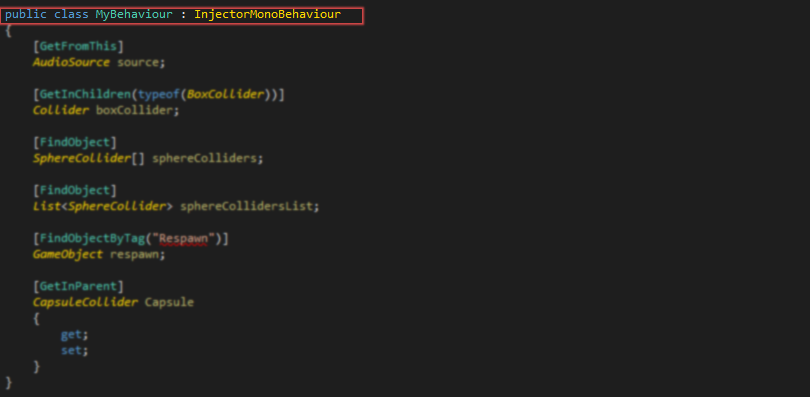 public class MyBehaviour : InjectorMonoBehaviour
{
[GetFromThis]
AudioSource source;
[GetInChildren(typeof(BoxCollider))]
Collider boxCollider;
[FindObject]
SphereCollider[] sphereColliders;
[FindObject]
List<SphereCollider> sphereCollidersList;
[FindObjectByTag("Respawn")]
GameObject respawn;
[GetInParent]
CapsuleCollider Capsule
{
get;
set;
}
}